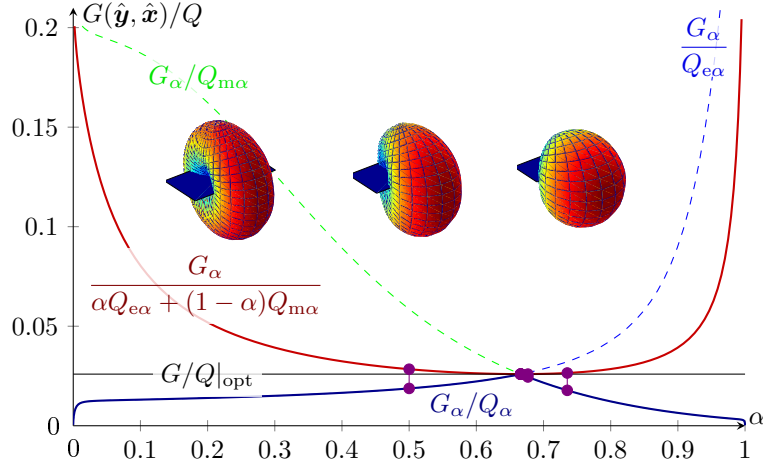 G(ŷ, x̂)/Q
0.2
G_α
Q_eα
G_α/Q_mα
0.15
0.1
G_α
αQ_eα + (1 − α)Q_mα
0.05
G/Q|_opt
G_α/Q_α
α
0
0 0.1 0.2 0.3 0.4 0.5 0.6 0.7 0.8 0.9 1